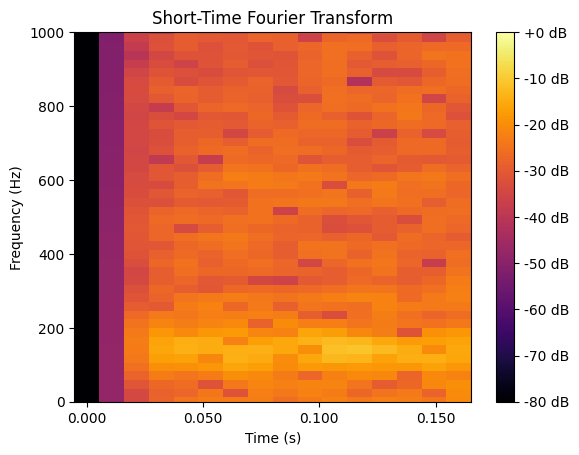 Short-Time Fourier Transform
Frequency (Hz)
1000
800
600
400
200
0
0.000
0.050
0.100
0.150
Time (s)
+0 dB
-10 dB
-20 dB
-30 dB
-40 dB
-50 dB
-60 dB
-70 dB
-80 dB